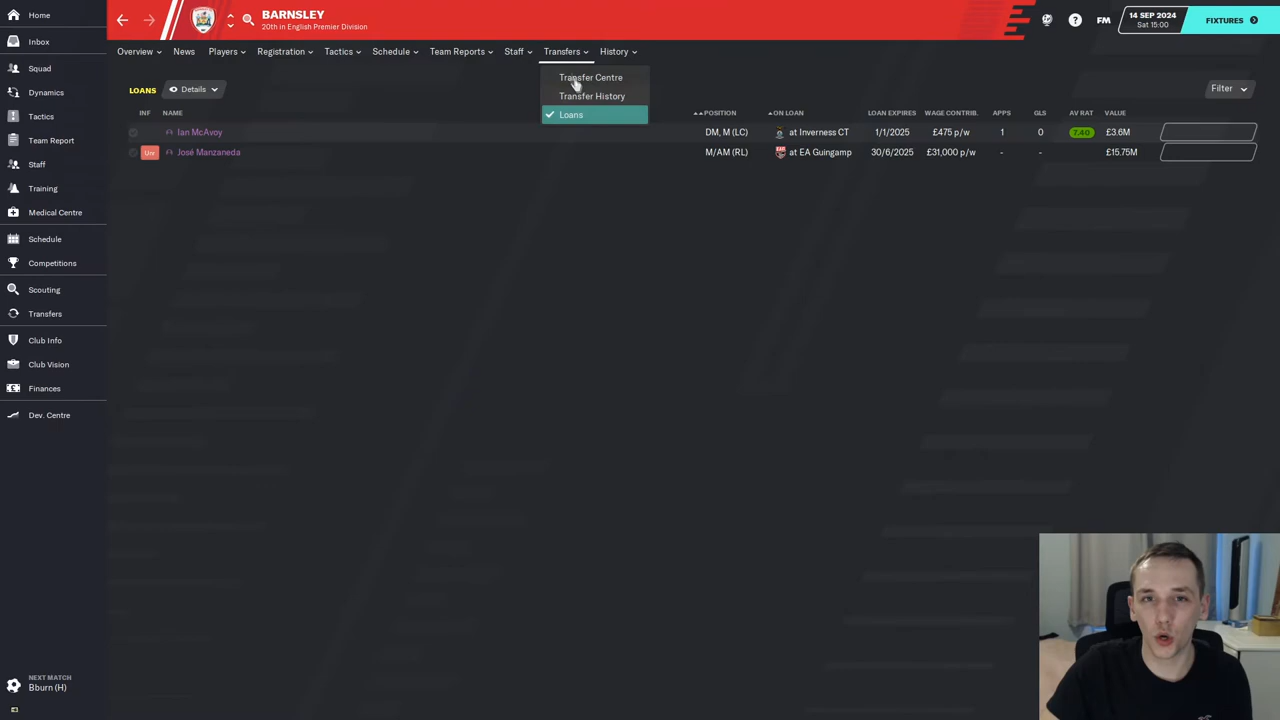 Home
Inbox
Squad
Dynamics
Tactics
Team Report
Staff
Training
Medical Centre
Schedule
Competitions
Scouting
Transfers
Club Info
Club Vision
Finances
Dev. Centre
NEXT MATCH
Bburn (H)
BARNSLEY
20th in English Premier Division
FM
14 SEP 2024
Sat 15:00
FIXTURES
Overview News Players Registration Tactics Schedule Team Reports Staff Transfers History
Transfer Centre
Transfer History
Loans
LOANS Details Filter
INF NAME POSITION ON LOAN LOAN EXPIRES WAGE CONTRIB. APPS GLS AV RAT VALUE
Ian McAvoy DM, M (LC) at Inverness CT 1/1/2025 £475 p/w 1 0 7.40 £3.6M
Unr José Manzaneda M/AM (RL) at EA Guingamp 30/6/2025 £31,000 p/w - - £15.75M